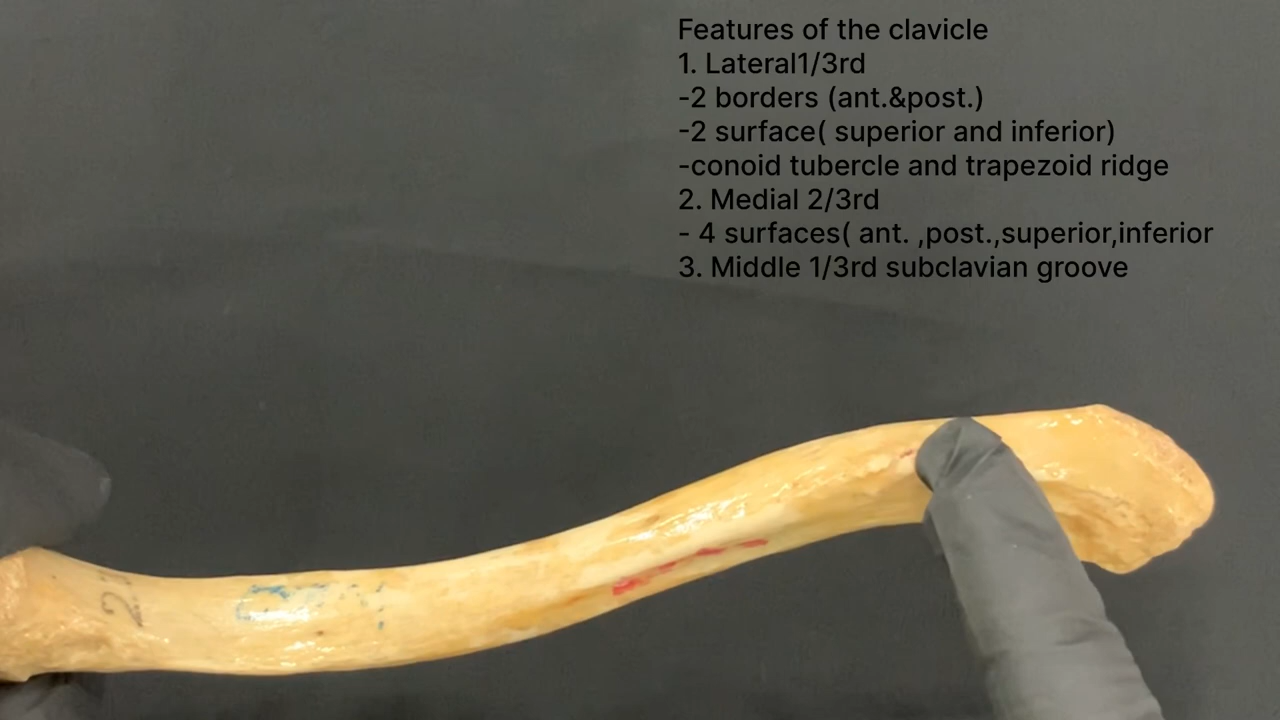 Features of the clavicle
1. Lateral1/3rd
-2 borders (ant.&post.)
-2 surface( superior and inferior)
-conoid tubercle and trapezoid ridge
2. Medial 2/3rd
- 4 surfaces( ant. ,post.,superior,inferior
3. Middle 1/3rd subclavian groove